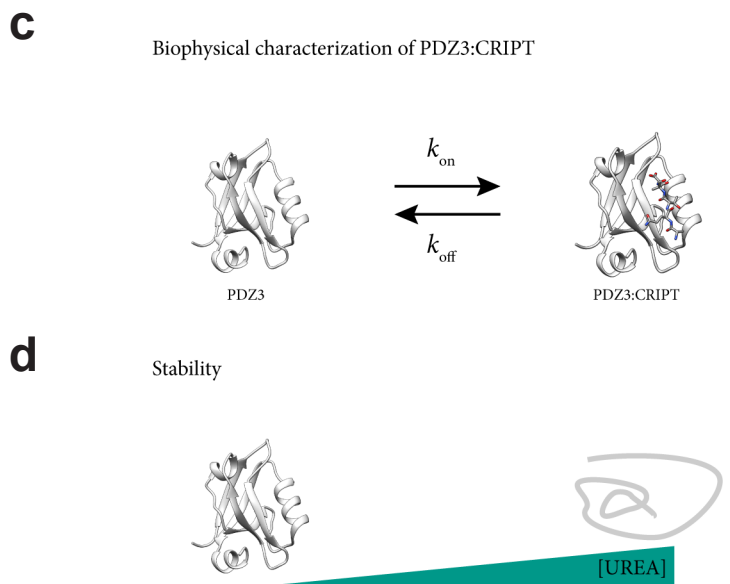 c
Biophysical characterization of PDZ3:CRIPT
kon
koff
PDZ3
PDZ3:CRIPT
d
Stability
[UREA]